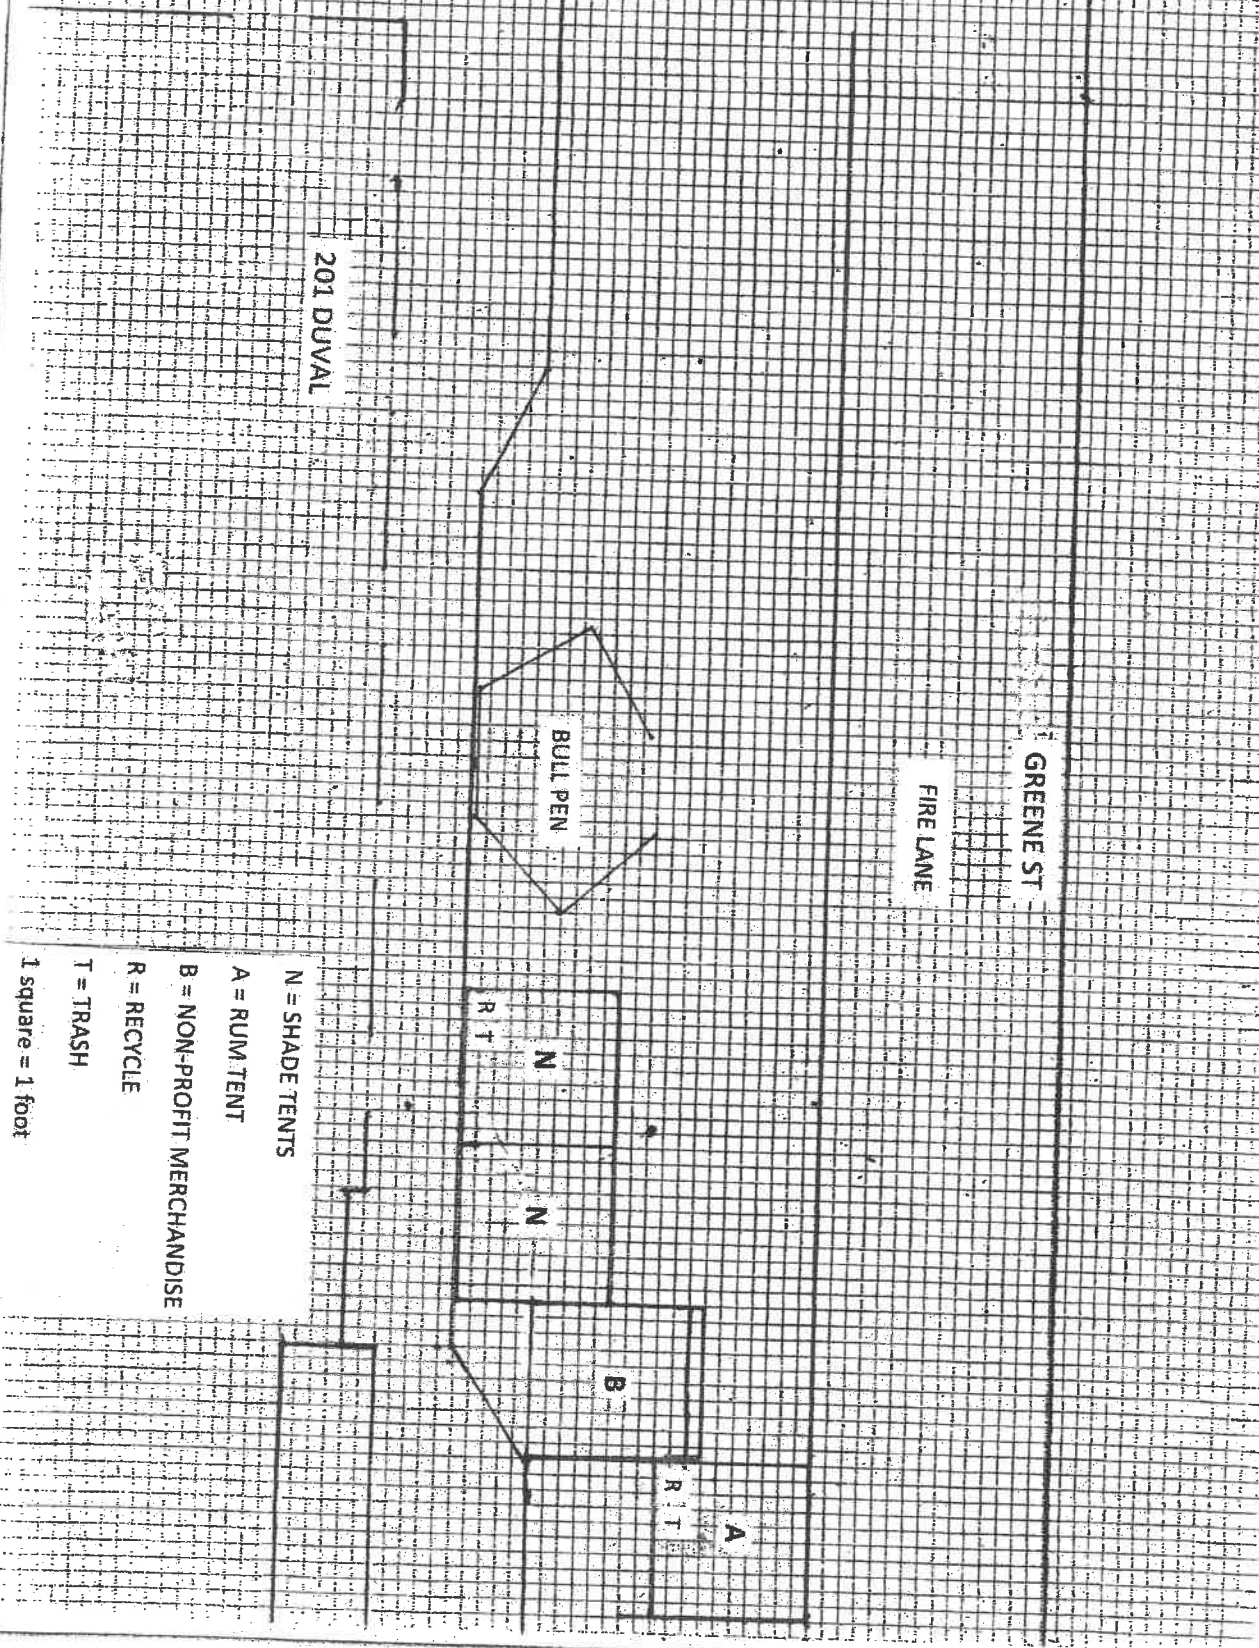 GREENE ST
FIRE LANE
201 DUVAL
BULL PEN
R T
N
N
B
R T
A
N = SHADE TENTS
A = RUM TENT
B = NON-PROFIT MERCHANDISE
R = RECYCLE
T = TRASH
1 square = 1 foot